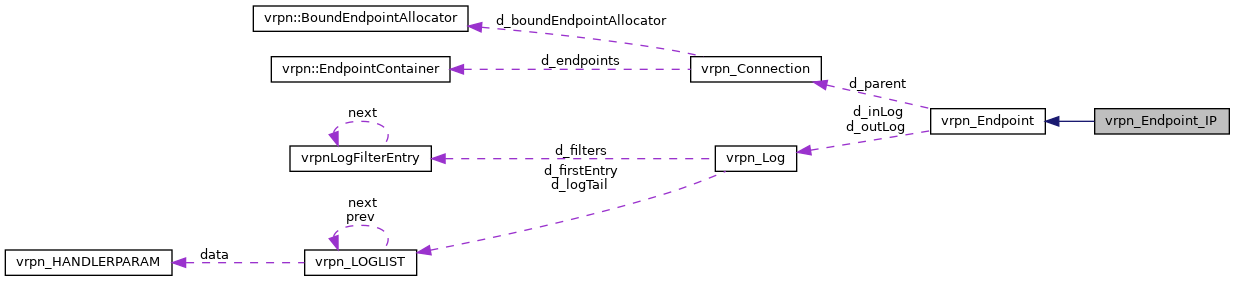 vrpn::BoundEndpointAllocator
d_boundEndpointAllocator
vrpn::EndpointContainer
d_endpoints
vrpn_Connection
d_parent
d_inLog
d_outLog
vrpn_Endpoint
vrpn_Endpoint_IP
next
vrpnLogFilterEntry
d_filters
vrpn_Log
d_firstEntry
d_logTail
next
prev
vrpn_HANDLERPARAM
data
vrpn_LOGLIST